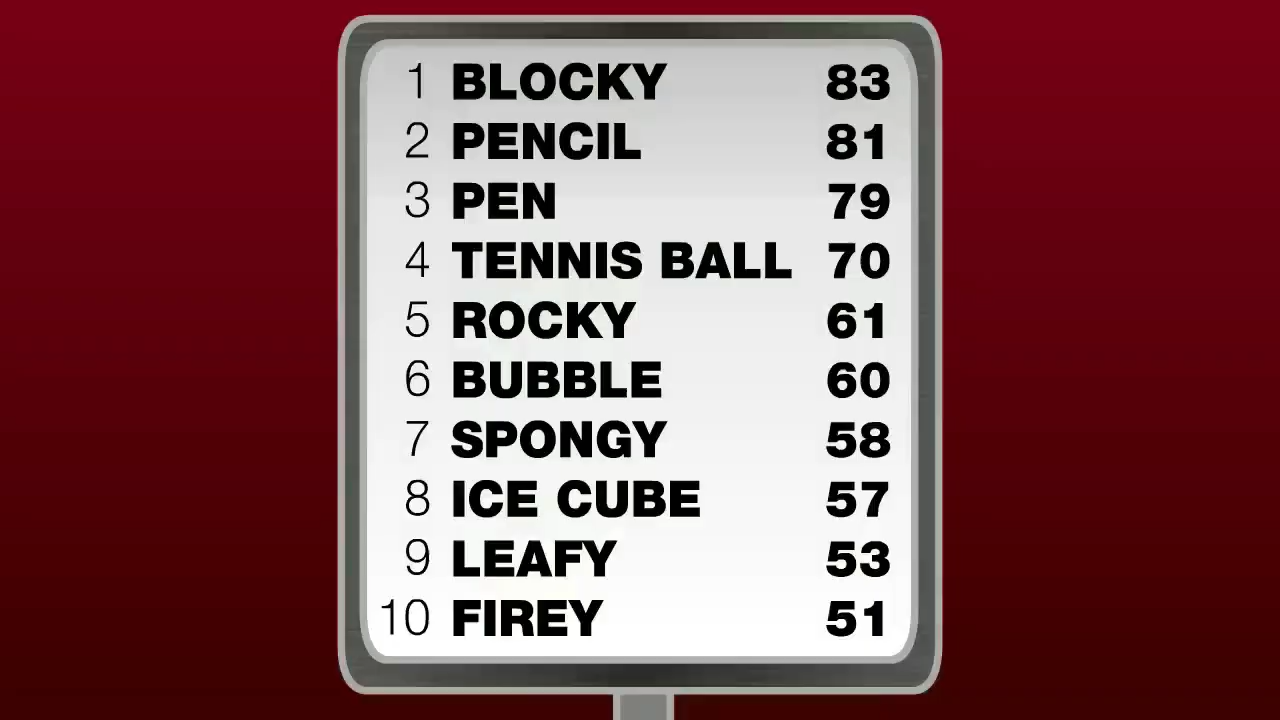 1 BLOCKY 83
2 PENCIL 81
3 PEN 79
4 TENNIS BALL 70
5 ROCKY 61
6 BUBBLE 60
7 SPONGY 58
8 ICE CUBE 57
9 LEAFY 53
10 FIREY 51